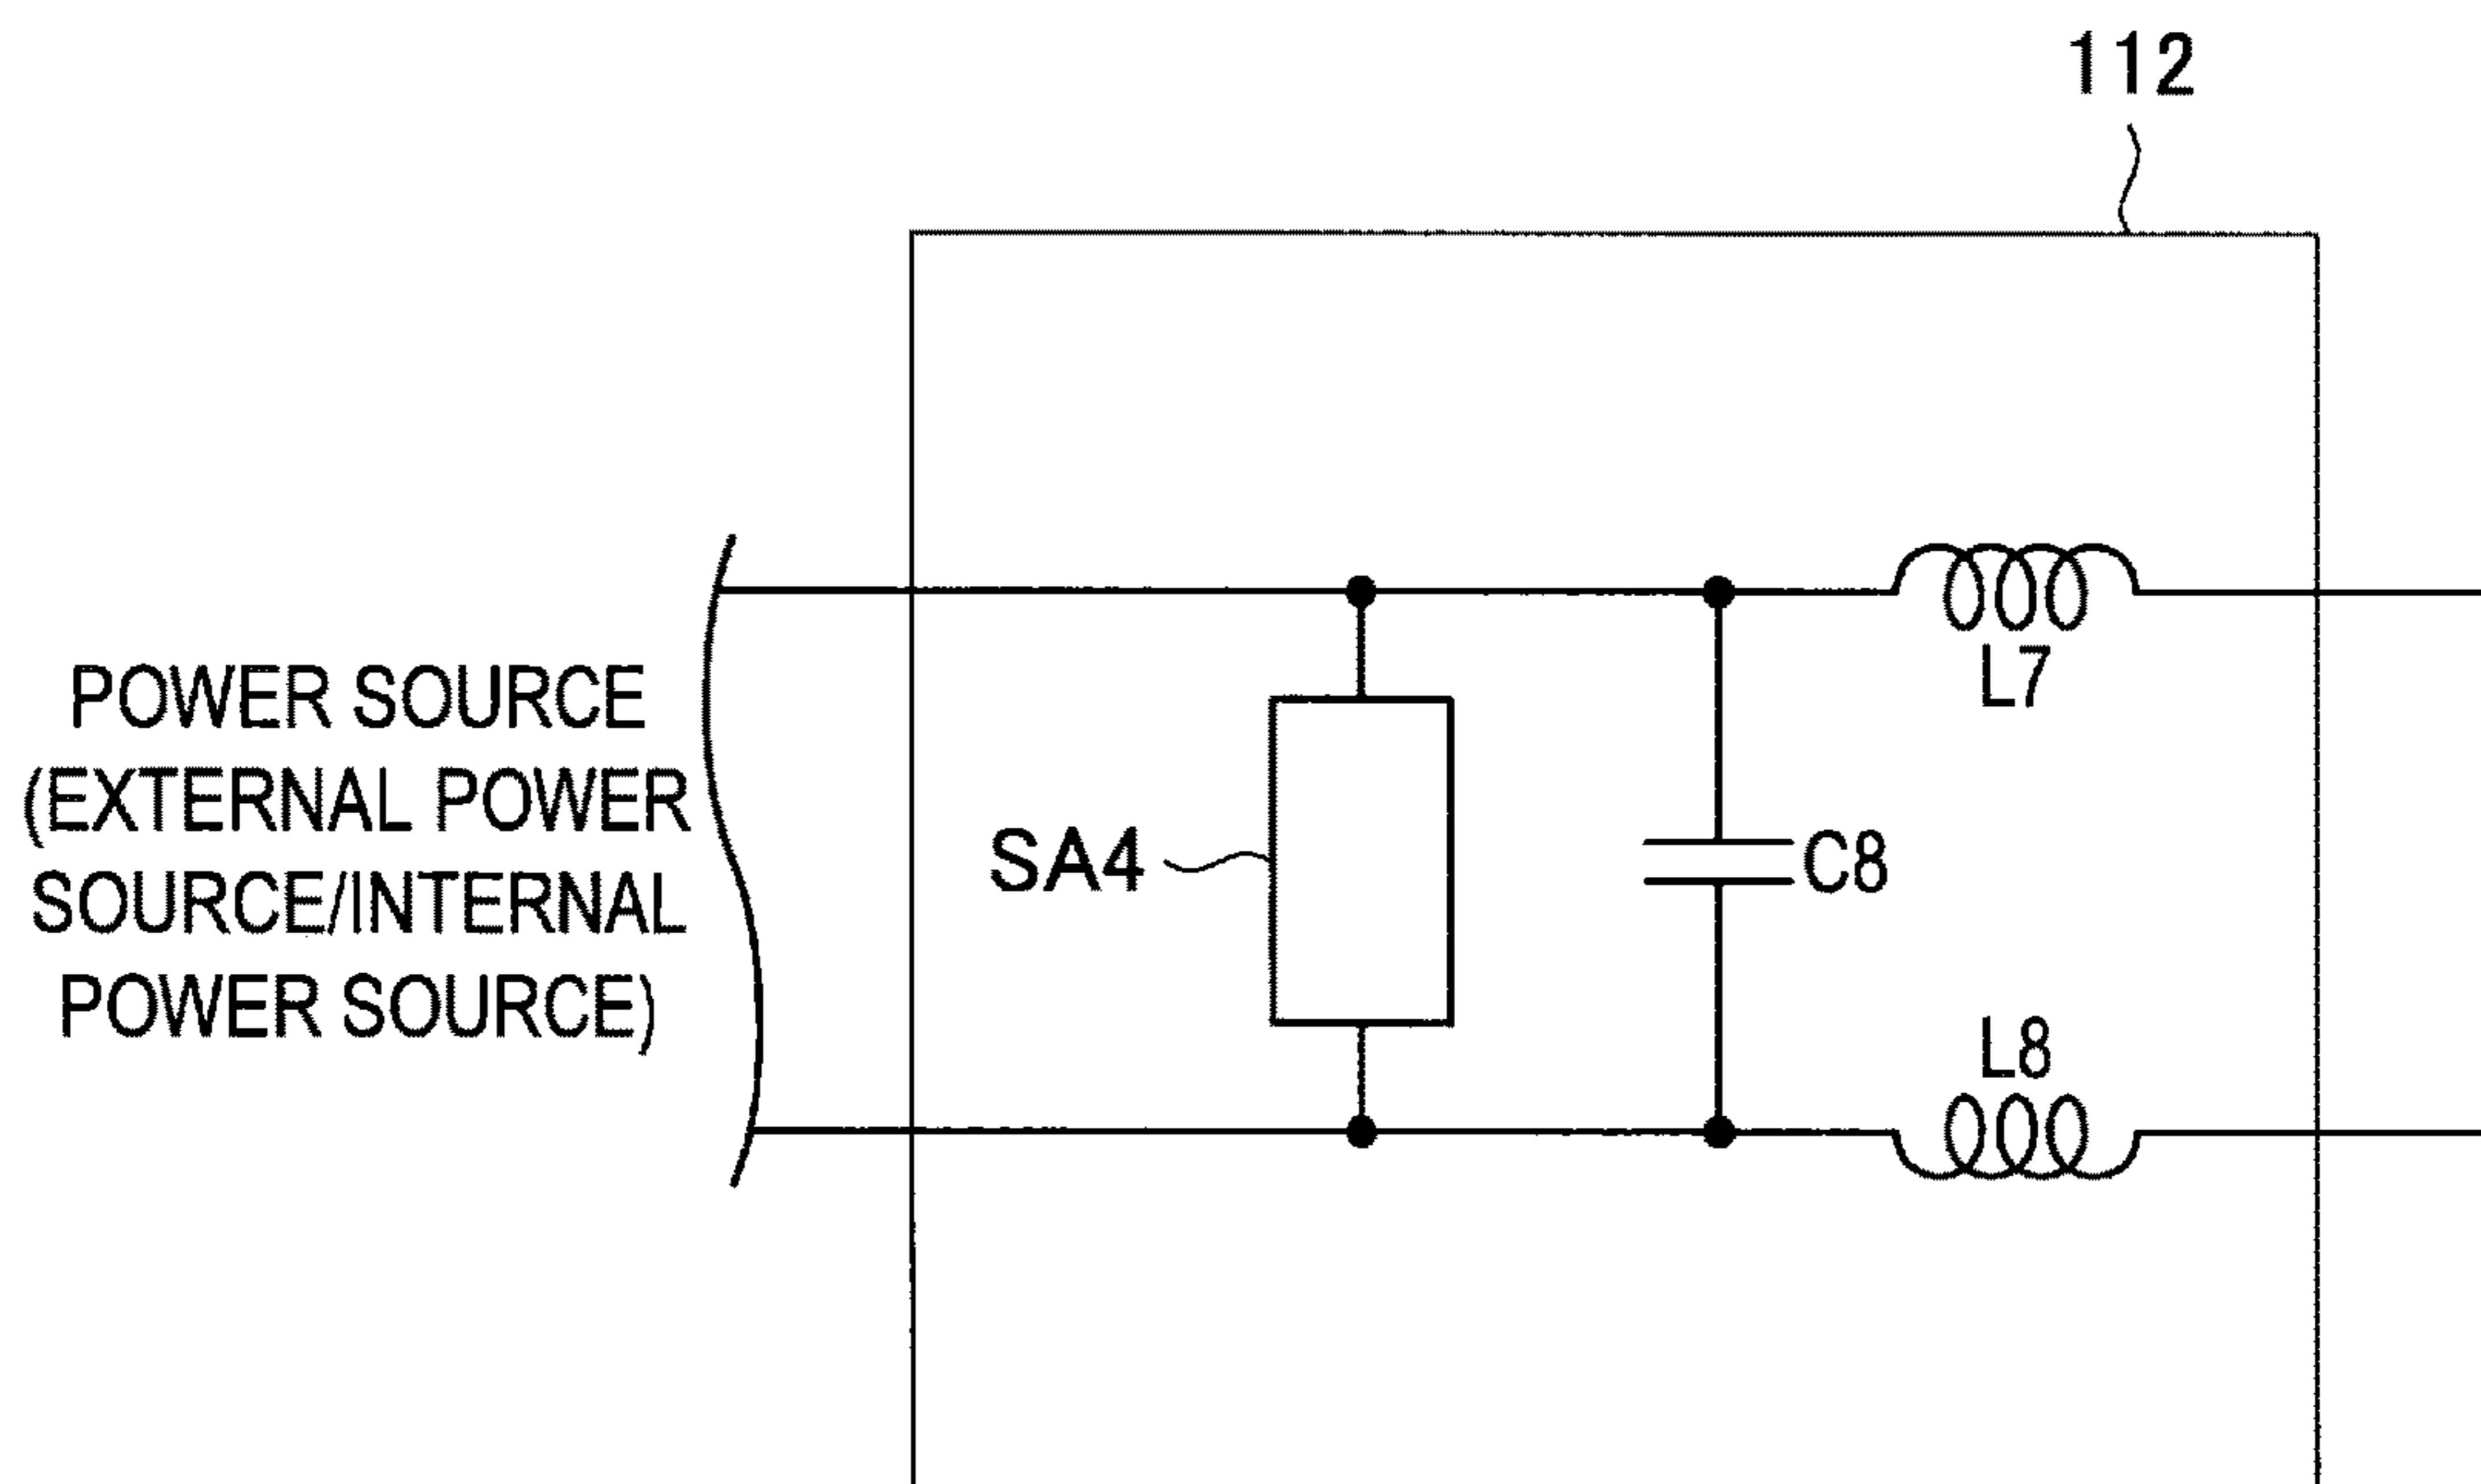 112
L7
POWER SOURCE
(EXTERNAL POWER
SOURCE/INTERNAL
POWER SOURCE)
SA4
C8
L8